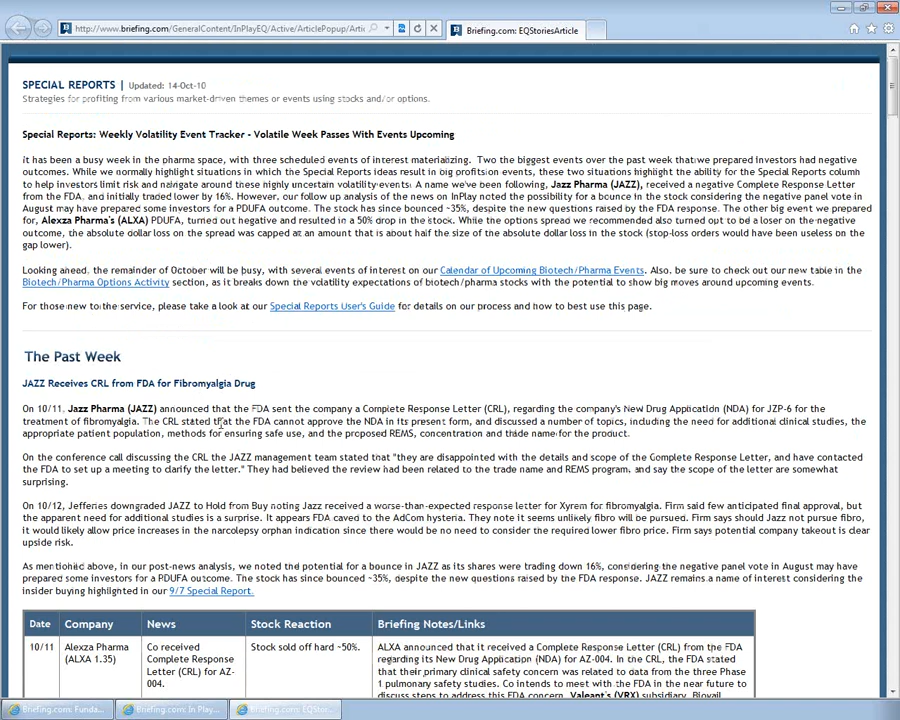 http://www.briefing.com/GeneralContent/InPlayEQ/Active/ArticlePopup/Artic
Briefing.com: EQStoriesArticle
SPECIAL REPORTS | Updated: 14-Oct-10
Strategies for profiting from various market-driven themes or events using stocks and/or options.
Special Reports: Weekly Volatility Event Tracker - Volatile Week Passes With Events Upcoming
It has been a busy week in the pharma space, with three scheduled events of interest materializing. Two the biggest events over the past week that we prepared investors had negative
outcomes. While we normally highlight situations in which the Special Reports ideas result in big profits on events, these two situations highlight the ability for the Special Reports column
to help investors limit risk and navigate around these highly uncertain volatility events. A name we've been following, Jazz Pharma (JAZZ), received a negative Complete Response Letter
from the FDA, and initially traded lower by 16%. However, our follow up analysis of the news on InPlay noted the possibility for a bounce in the stock considering the negative panel vote in
August may have prepared some investors for a PDUFA outcome. The stock has since bounced ~35%, despite the new questions raised by the FDA response. The other big event we prepared
for, Alexza Pharma's (ALXA) PDUFA, turned out negative and resulted in a 50% drop in the stock. While the options spread we recommended also turned out to be a loser on the negative
outcome, the absolute dollar loss on the spread was capped at an amount that is about half the size of the absolute dollar loss in the stock (stop-loss orders would have been useless on the
gap lower).
Looking ahead, the remainder of October will be busy, with several events of interest on our Calendar of Upcoming Biotech/Pharma Events. Also, be sure to check out our new table in the
Biotech/Pharma Options Activity section, as it breaks down the volatility expectations of biotech/pharma stocks with the potential to show big moves around upcoming events.
For those new to the service, please take a look at our Special Reports User's Guide for details on our process and how to best use this page.
The Past Week
JAZZ Receives CRL from FDA for Fibromyalgia Drug
On 10/11, Jazz Pharma (JAZZ) announced that the FDA sent the company a Complete Response Letter (CRL), regarding the company's New Drug Application (NDA) for JZP-6 for the
treatment of fibromyalgia. The CRL stated that the FDA cannot approve the NDA in its present form, and discussed a number of topics, including the need for additional clinical studies, the
appropriate patient population, methods for ensuring safe use, and the proposed REMS, concentration and trade name for the product.
On the conference call discussing the CRL the JAZZ management team stated that "they are disappointed with the details and scope of the Complete Response Letter, and have contacted
the FDA to set up a meeting to clarify the letter." They had believed the review had been related to the trade name and REMS program, and say the scope of the letter are somewhat
surprising.
On 10/12, Jefferies downgraded JAZZ to Hold from Buy noting Jazz received a worse-than-expected response letter for Xyrem for fibromyalgia. Firm said few anticipated final approval, but
the apparent need for additional studies is a surprise. It appears FDA caved to the AdCom hysteria. They note it seems unlikely fibro will be pursued. Firm says should Jazz not pursue fibro,
it would likely allow price increases in the narcolepsy orphan indication since there would be no need to consider the required lower fibro price. Firm says potential company takeout is clear
upside risk.
As mentioned above, in our post-news analysis, we noted the potential for a bounce in JAZZ as its shares were trading down 16%, considering the negative panel vote in August may have
prepared some investors for a PDUFA outcome. The stock has since bounced ~35%, despite the new questions raised by the FDA response. JAZZ remains a name of interest considering the
insider buying highlighted in our 9/7 Special Report.
Date Company News Stock Reaction Briefing Notes/Links
10/11 Alexza Pharma Co received Stock sold off hard ~50%. ALXA announced that it received a Complete Response Letter (CRL) from the FDA
(ALXA 1.35) Complete Response regarding its New Drug Application (NDA) for AZ-004. In the CRL, the FDA stated
Letter (CRL) for AZ- that their primary clinical safety concern was related to data from the three Phase
004. 1 pulmonary safety studies. Co intends to meet with the FDA in the near future to
discuss steps to address this FDA concern. Valeant's (VRX) subsidiary, Biovail
Briefing.com: Funda...
Briefing.com: In Play...
Briefing.com: EQStor...